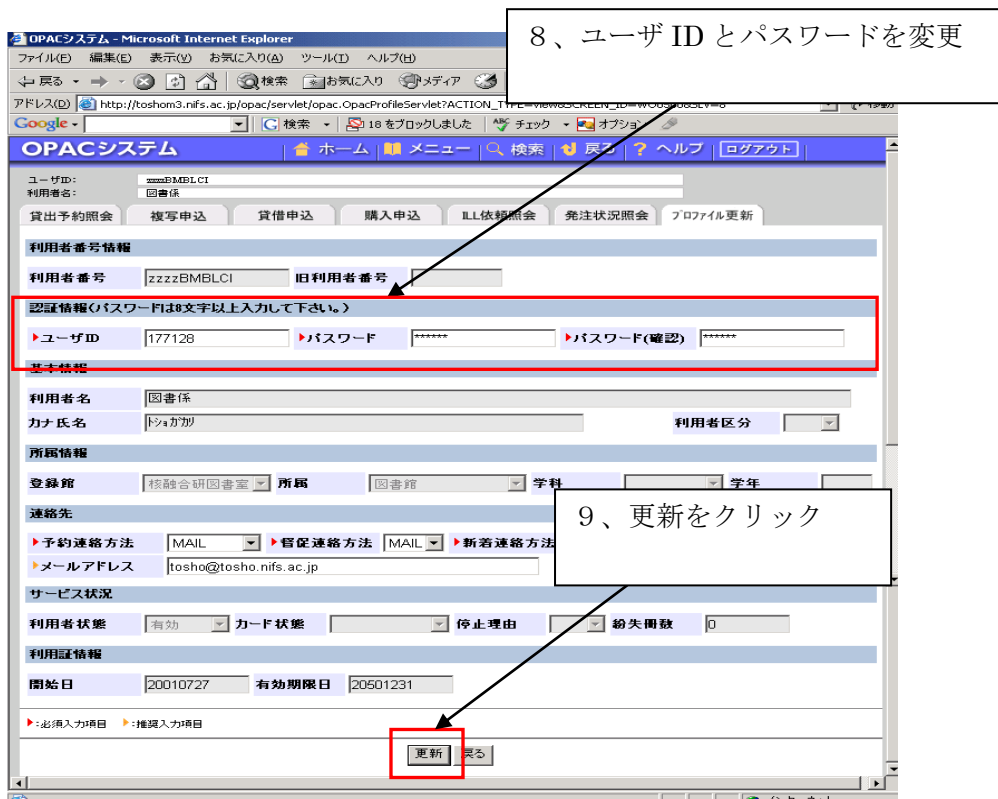 8、ユーザ ID とパスワードを変更
OPACシステム - Microsoft Internet Explorer
ファイル(F) 編集(E) 表示(V) お気に入り(A) ツール(T) ヘルプ(H)
戻る 検索 お気に入り メディア
アドレス(D) http://toshom3.nifs.ac.jp/opac/servlet/opac.OpacProfileServlet?ACTION_TYPE=view&SCREEN_ID=
Google 検索 18 をブロックしました チェック オプション
OPACシステム ホーム メニュー 検索 戻る ? ヘルプ ログアウト
ユーザID: zzzzBMBLCI
利用者名: 図書係
貸出予約照会 複写申込 貸借申込 購入申込 ILL依頼照会 発注状況照会 プロファイル更新
利用者番号情報
利用者番号 zzzzBMBLCI 旧利用者番号
認証情報(パスワードは8文字以上入力して下さい。)
ユーザID 177128 パスワード ****** パスワード(確認) ******
基本情報
利用者名 図書係
カナ氏名 トショガカリ 利用者区分
所属情報
登録館 核融合研図書室 所属 図書館 学科 学年
9、更新をクリック
連絡先
予約連絡方法 MAIL 督促連絡方法 MAIL 新着連絡方法
メールアドレス tosho@tosho.nifs.ac.jp
サービス状況
利用者状態 有効 カード状態 停止理由 紛失冊数 0
利用証情報
開始日 20010727 有効期限日 20501231
:必須入力項目 :推奨入力項目
更新 戻る